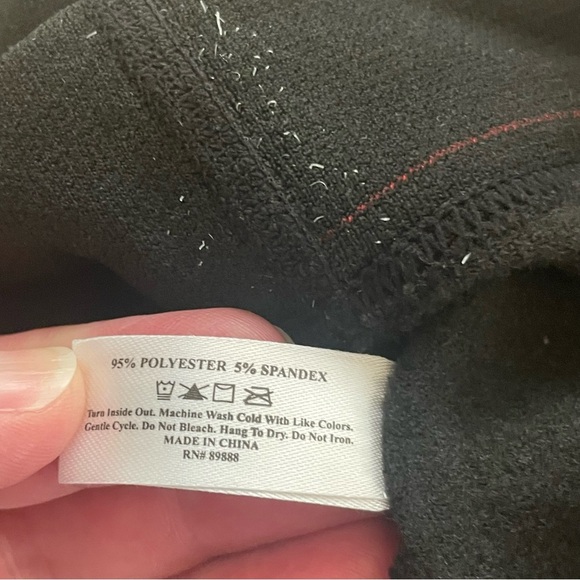 95% POLYESTER 5% SPANDEX
Turn Inside Out. Machine Wash Cold With Like Colors.
Gentle Cycle. Do Not Bleach. Hang To Dry. Do Not Iron.
MADE IN CHINA
RN# 89888